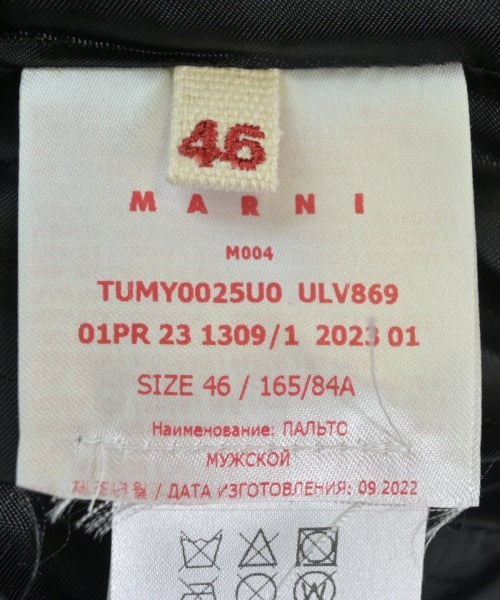 46
MARNI
M004
TUMY0025U0 ULV869
01PR 23 1309/1 2023 01
SIZE 46 / 165/84A
Наименование: ПАЛЬТО
МУЖСКОЙ
/ ДАТА ИЗГОТОВЛЕНИЯ: 09.2022